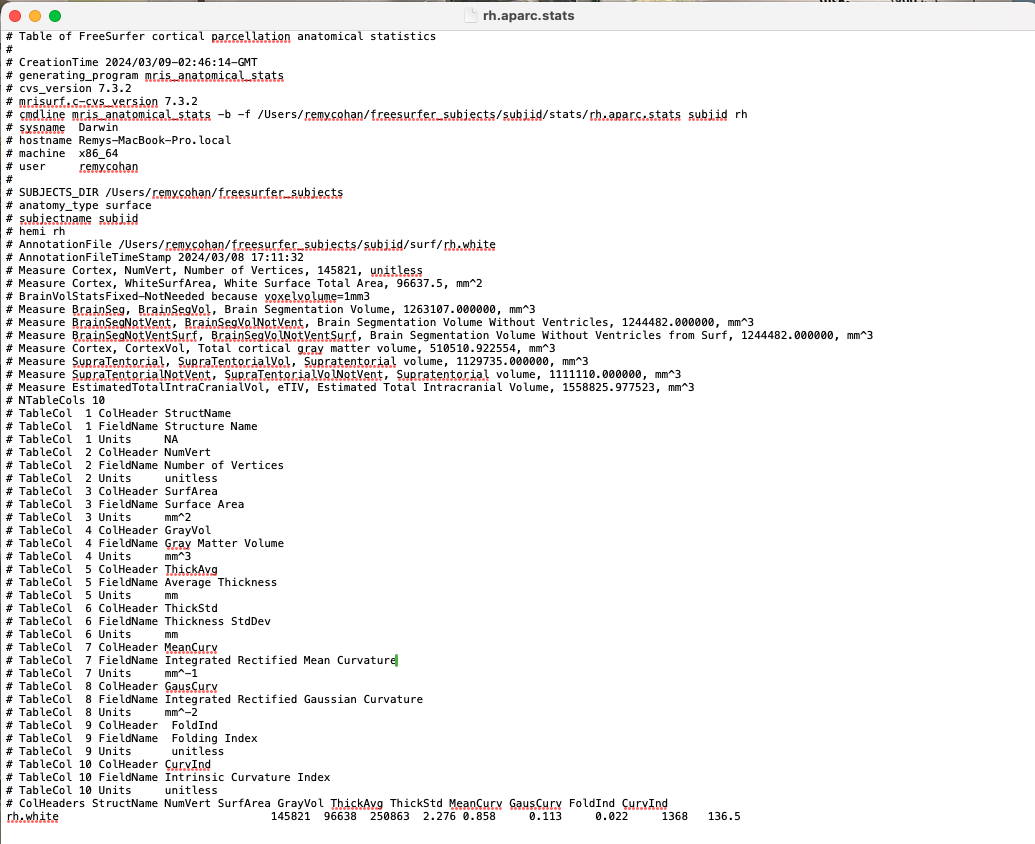 rh.aparc.stats
# Table of FreeSurfer cortical parcellation anatomical statistics
#
# CreationTime 2024/03/09-02:46:14-GMT
# generating_program mris_anatomical_stats
# cvs_version 7.3.2
# mrisurf.c-cvs_version 7.3.2
# cmdline mris_anatomical_stats -b -f /Users/remycohan/freesurfer_subjects/subjid/stats/rh.aparc.stats subjid rh
# sysname  Darwin
# hostname Remys-MacBook-Pro.local
# machine  x86_64
# user     remycohan
#
# SUBJECTS_DIR /Users/remycohan/freesurfer_subjects
# anatomy_type surface
# subjectname subjid
# hemi rh
# AnnotationFile /Users/remycohan/freesurfer_subjects/subjid/surf/rh.white
# AnnotationFileTimeStamp 2024/03/08 17:11:32
# Measure Cortex, NumVert, Number of Vertices, 145821, unitless
# Measure Cortex, WhiteSurfArea, White Surface Total Area, 96637.5, mm^2
# BrainVolStatsFixed-NotNeeded because voxelvolume=1mm3
# Measure BrainSeg, BrainSegVol, Brain Segmentation Volume, 1263107.000000, mm^3
# Measure BrainSegNotVent, BrainSegVolNotVent, Brain Segmentation Volume Without Ventricles, 1244482.000000, mm^3
# Measure BrainSegNotVentSurf, BrainSegVolNotVentSurf, Brain Segmentation Volume Without Ventricles from Surf, 1244482.000000, mm^3
# Measure Cortex, CortexVol, Total cortical gray matter volume, 510510.922554, mm^3
# Measure SupraTentorial, SupraTentorialVol, Supratentorial volume, 1129735.000000, mm^3
# Measure SupraTentorialNotVent, SupraTentorialVolNotVent, Supratentorial volume, 1111110.000000, mm^3
# Measure EstimatedTotalIntraCranialVol, eTIV, Estimated Total Intracranial Volume, 1558825.977523, mm^3
# NTableCols 10
# TableCol  1 ColHeader StructName
# TableCol  1 FieldName Structure Name
# TableCol  1 Units     NA
# TableCol  2 ColHeader NumVert
# TableCol  2 FieldName Number of Vertices
# TableCol  2 Units     unitless
# TableCol  3 ColHeader SurfArea
# TableCol  3 FieldName Surface Area
# TableCol  3 Units     mm^2
# TableCol  4 ColHeader GrayVol
# TableCol  4 FieldName Gray Matter Volume
# TableCol  4 Units     mm^3
# TableCol  5 ColHeader ThickAvg
# TableCol  5 FieldName Average Thickness
# TableCol  5 Units     mm
# TableCol  6 ColHeader ThickStd
# TableCol  6 FieldName Thickness StdDev
# TableCol  6 Units     mm
# TableCol  7 ColHeader MeanCurv
# TableCol  7 FieldName Integrated Rectified Mean Curvature
# TableCol  7 Units     mm^-1
# TableCol  8 ColHeader GausCurv
# TableCol  8 FieldName Integrated Rectified Gaussian Curvature
# TableCol  8 Units     mm^-2
# TableCol  9 ColHeader  FoldInd
# TableCol  9 FieldName  Folding Index
# TableCol  9 Units      unitless
# TableCol 10 ColHeader CurvInd
# TableCol 10 FieldName Intrinsic Curvature Index
# TableCol 10 Units     unitless
# ColHeaders StructName NumVert SurfArea GrayVol ThickAvg ThickStd MeanCurv GausCurv FoldInd CurvInd
rh.white                                145821  96638  250863  2.276 0.858     0.113     0.022     1368   136.5